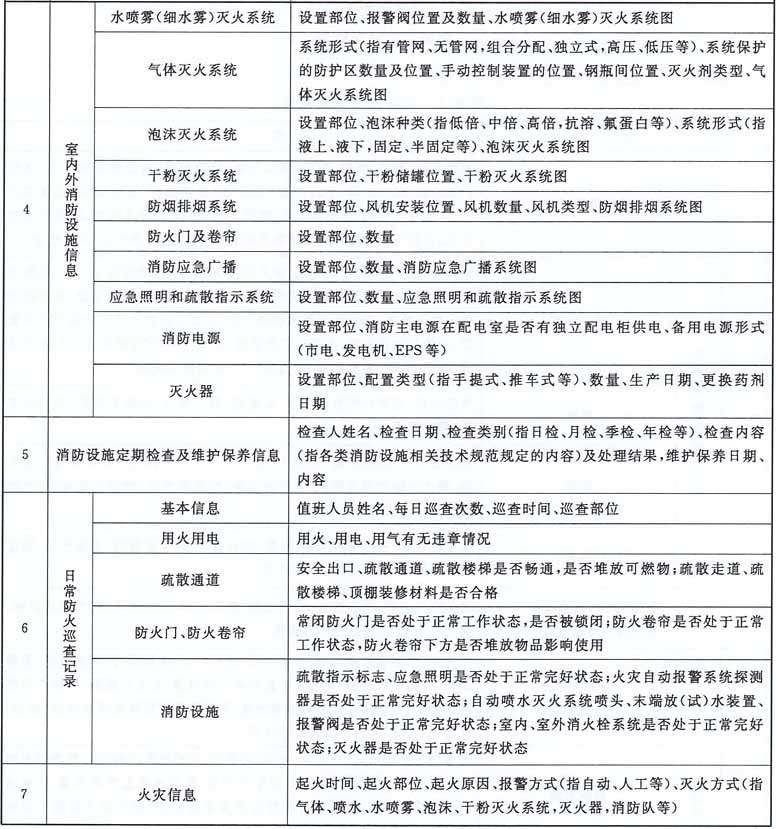 水喷雾(细水雾)灭火系统
设置部位、报警阀位置及数量、水喷雾(细水雾)灭火系统图
气体灭火系统
系统形式(指有管网、无管网,组合分配、独立式,高压、低压等)、系统保护
的防护区数量及位置、手动控制装置的位置、钢瓶间位置、灭火剂类型、气
体灭火系统图
泡沫灭火系统
设置部位、泡沫种类(指低倍、中倍、高倍,抗溶、氟蛋白等)、系统形式(指
液上、液下,固定、半固定等)、泡沫灭火系统图
4
室内外消防设施信息
干粉灭火系统
设置部位、干粉储罐位置、干粉灭火系统图
防烟排烟系统
设置部位、风机安装位置、风机数量、风机类型、防烟排烟系统图
防火门及卷帘
设置部位、数量
消防应急广播
设置部位、数量、消防应急广播系统图
应急照明和疏散指示系统
设置部位、数量、应急照明和疏散指示系统图
消防电源
设置部位、消防主电源在配电室是否有独立配电柜供电、备用电源形式
(市电、发电机、EPS等)
灭火器
设置部位、配置类型(指手提式、推车式等)、数量、生产日期、更换药剂
日期
5
消防设施定期检查及维护保养信息
检查人姓名、检查日期、检查类别(指日检、月检、季检、年检等)、检查内容
(指各类消防设施相关技术规范规定的内容)及处理结果,维护保养日期、
内容
6
日常防火巡查记录
基本信息
值班人员姓名、每日巡查次数、巡查时间、巡查部位
用火用电
用火、用电、用气有无违章情况
疏散通道
安全出口、疏散通道、疏散楼梯是否畅通,是否堆放可燃物;疏散走道、疏
散楼梯、顶棚装修材料是否合格
防火门、防火卷帘
常闭防火门是否处于正常工作状态,是否被锁闭;防火卷帘是否处于正常
工作状态,防火卷帘下方是否堆放物品影响使用
消防设施
疏散指示标志、应急照明是否处于正常完好状态;火灾自动报警系统探测
器是否处于正常完好状态;自动喷水灭火系统喷头、末端放(试)水装置、
报警阀是否处于正常完好状态;室内、室外消火栓系统是否处于正常完好
状态;灭火器是否处于正常完好状态
7
火灾信息
起火时间、起火部位、起火原因、报警方式(指自动、人工等)、灭火方式(指
气体、喷水、水喷雾、泡沫、干粉灭火系统,灭火器,消防队等)